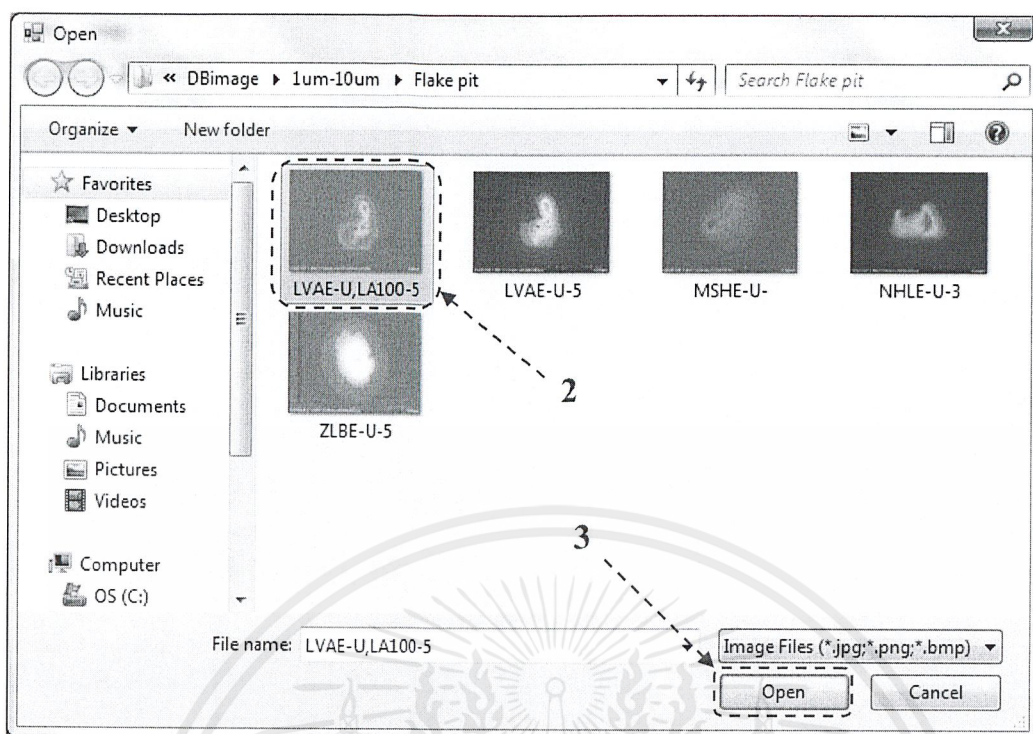 Open
« DBimage ▸ 1um-10um ▸ Flake pit
Search Flake pit
Organize ▾ New folder
Favorites
Desktop
Downloads
Recent Places
Music
Libraries
Documents
Music
Pictures
Videos
Computer
OS (C:)
LVAE-U,LA100-5
LVAE-U-5
MSHE-U-
NHLE-U-3
ZLBE-U-5
2
3
File name: LVAE-U,LA100-5
Image Files (*.jpg;*.png;*.bmp)
Open
Cancel